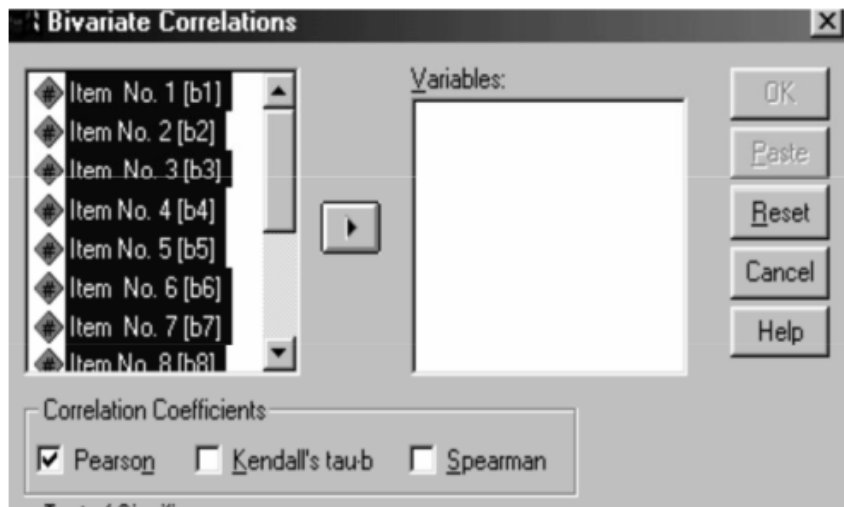 Bivariate Correlations
Item No. 1 [b1]
Item No. 2 [b2]
Item No. 3 [b3]
Item No. 4 [b4]
Item No. 5 [b5]
Item No. 6 [b6]
Item No. 7 [b7]
Item No. 8 [b8]
Variables:
OK
Paste
Reset
Cancel
Help
Correlation Coefficients
Pearson Kendall's tau-b Spearman